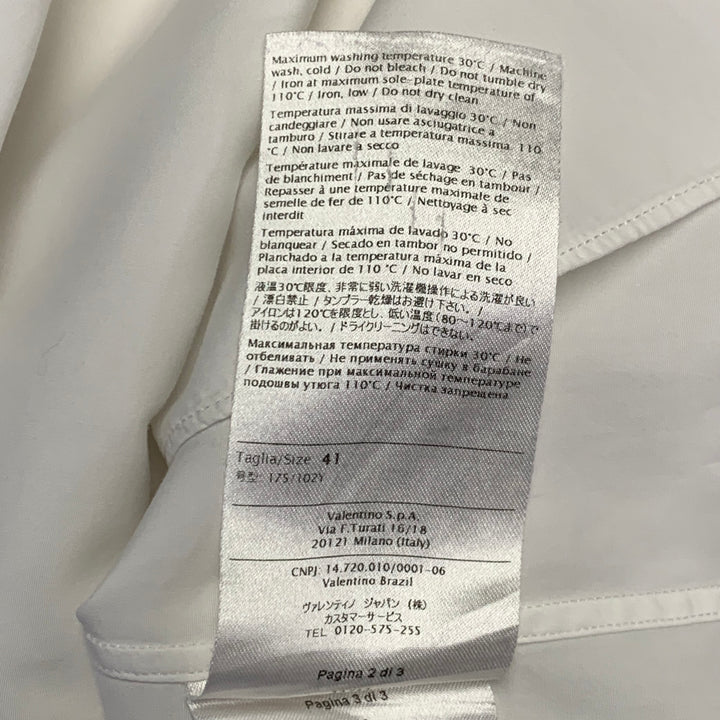 Maximum washing temperature 30°C / Machine
wash, cold / Do not bleach / Do not tumble dry
/ Iron at maximum sole-plate temperature of
110°C / Iron, low / Do not dry clean
Temperatura massima di lavaggio 30°C / Non
candeggiare / Non usare asciugatrice a
tamburo / Stirare a temperatura massima 110
°C / Non lavare a secco
Température maximale de lavage 30°C / Pas
de blanchiment / Pas de séchage en tambour /
Repasser à une température maximale de
semelle de fer de 110°C / Nettoyage à sec
interdit
Temperatura máxima de lavado 30°C / No
blanquear / Secado en tambor no permitido /
Planchado a la temperatura máxima de la
placa interior de 110 °C / No lavar en seco
液温30℃限度、非常に弱い洗濯機操作による洗濯が良い
/ 漂白禁止 / タンブラー乾燥はお避け下さい。/
アイロンは120℃を限度とし、低い温度(80～120℃まで)で
掛けるのがよい。/ ドライクリーニングはできない。
Максимальная температура стирки 30°C / Не
отбеливать / Не применять сушку в барабане
/ Глажение при максимальной температуре
подошвы утюга 110°C / Чистка запрещена
Taglia/Size 41
号型: 175/102Y
Valentino S.p.A.
Via F.Turati 16/18
20121 Milano (Italy)
CNPJ: 14.720.010/0001-06
Valentino Brazil
ヴァレンティノ ジャパン (株)
カスタマーサービス
TEL 0120-575-255
Pagina 2 di 3
Pagina 3 di 3